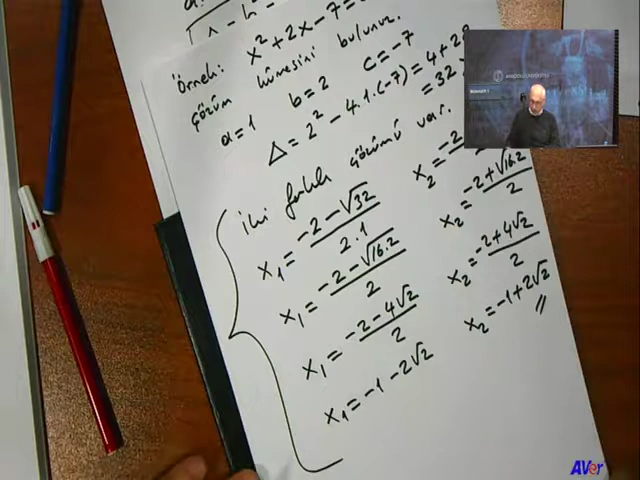 Örnek: x² + 2x - 7 =
çözüm kümesini bulunuz.
a = 1 b = 2 c = -7
Δ = 2² - 4.1.(-7) = 4 + 28
= 32
iki farklı çözümü var.
x₁ = (-2 - √32) / 2.1
x₁ = (-2 - √16.2) / 2
x₁ = (-2 - 4√2) / 2
x₁ = -1 - 2√2
x₂ = -2
x₂ = (-2 + √16.2) / 2
x₂ = (-2 + 4√2) / 2
x₂ = -1 + 2√2
AVer